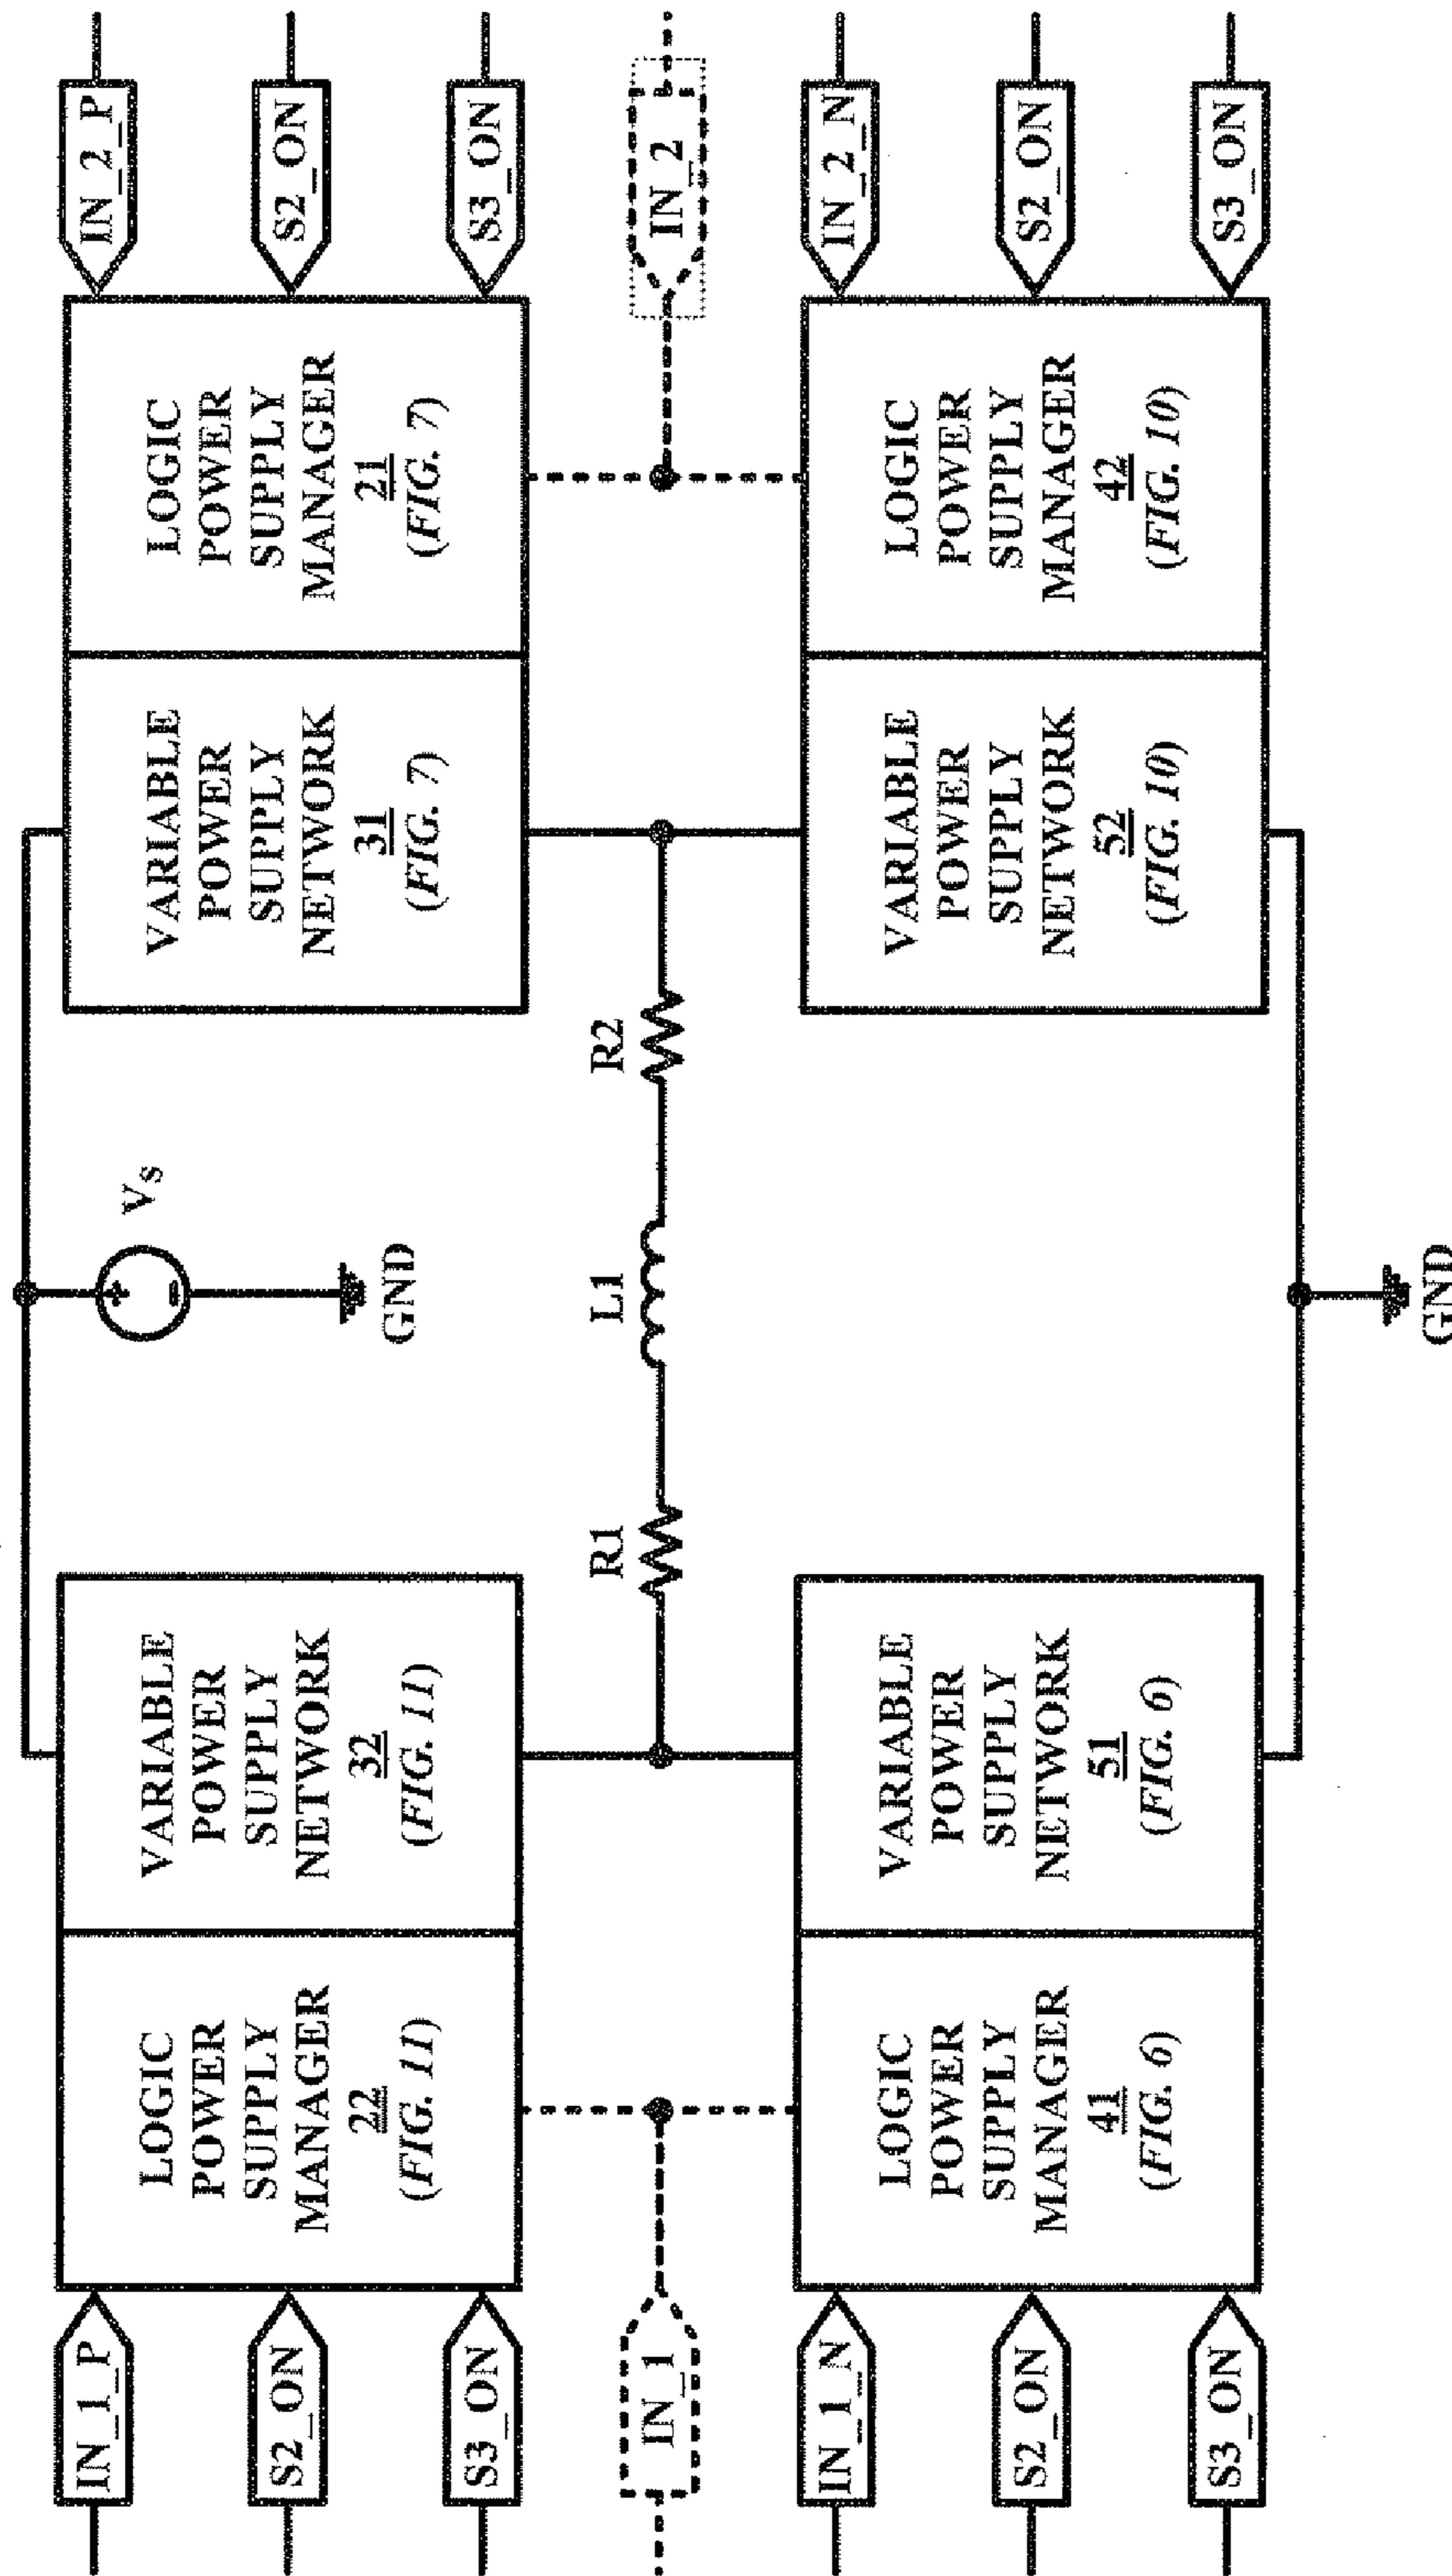 IN_1_P
S2_ON
S3_ON
LOGIC
POWER
SUPPLY
MANAGER
22
(FIG. 11)
VARIABLE
POWER
SUPPLY
NETWORK
32
(FIG. 11)
VS
GND
VARIABLE
POWER
SUPPLY
NETWORK
31
(FIG. 7)
LOGIC
POWER
SUPPLY
MANAGER
21
(FIG. 7)
IN_2_P
S2_ON
S3_ON
IN_1
R1
L1
R2
IN_2
IN_1_N
S2_ON
S3_ON
LOGIC
POWER
SUPPLY
MANAGER
41
(FIG. 6)
VARIABLE
POWER
SUPPLY
NETWORK
51
(FIG. 6)
GND
VARIABLE
POWER
SUPPLY
NETWORK
52
(FIG. 10)
LOGIC
POWER
SUPPLY
MANAGER
42
(FIG. 10)
IN_2_N
S2_ON
S3_ON